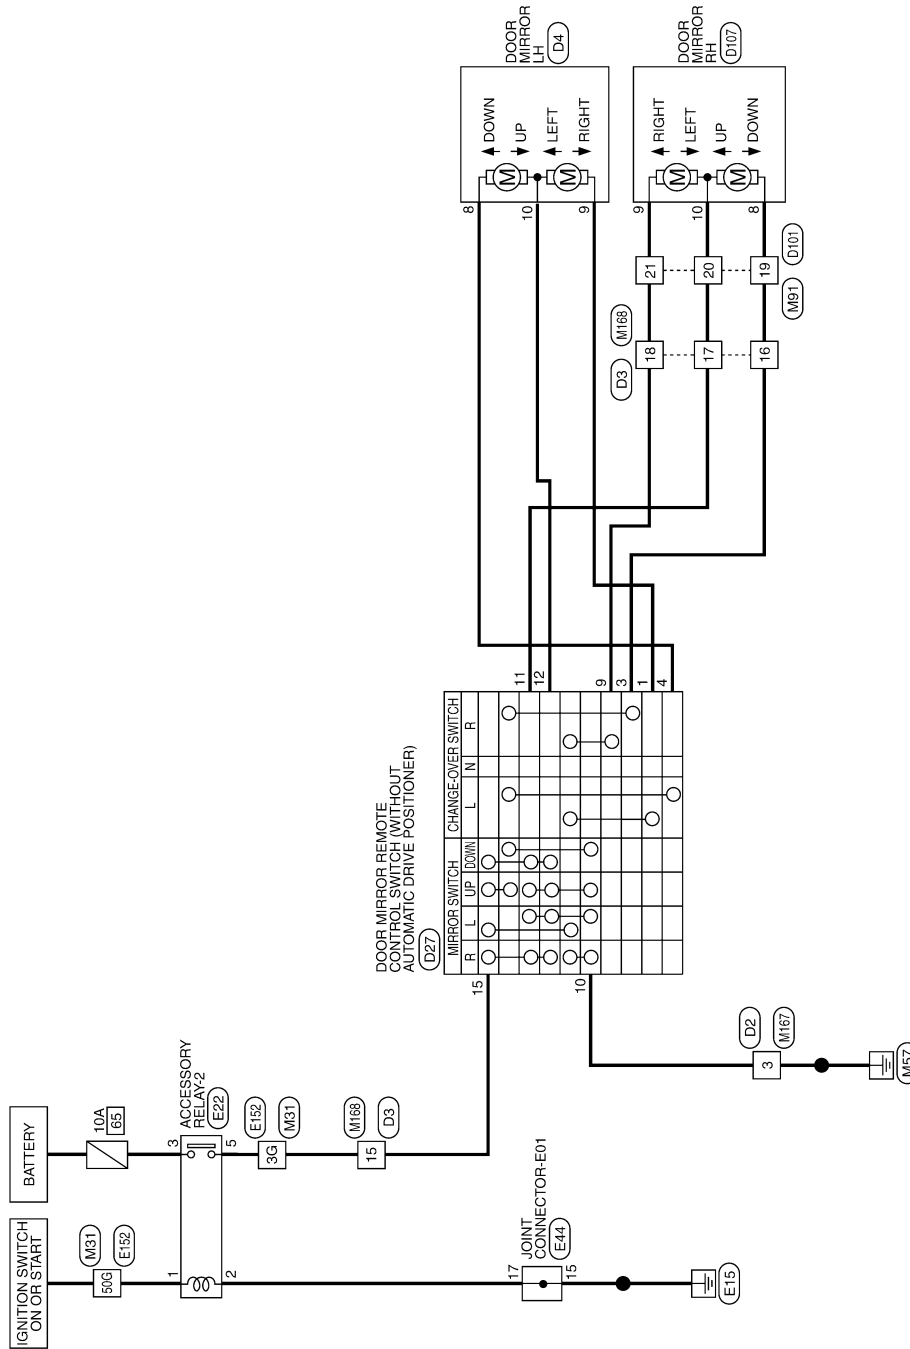 IGNITION SWITCH
ON OR START
BATTERY
50G
M31
E152
10A
65
1
2
3
5
ACCESSORY
RELAY-2
E22
3G
E152
M31
15
M168
D3
17
15
JOINT
CONNECTOR-E01
E44
E15
3
D2
M167
M57
DOOR MIRROR REMOTE
CONTROL SWITCH (WITHOUT
AUTOMATIC DRIVE POSITIONER)
D27
15
10
MIRROR SWITCH
R
L
UP
DOWN
CHANGE-OVER SWITCH
L
N
R
11
12
9
3
1
4
D3
M168
18
17
16
21
20
19
M91
D101
8
10
9
M
M
DOWN
UP
LEFT
RIGHT
DOOR
MIRROR
LH
D4
9
10
8
M
M
RIGHT
LEFT
UP
DOWN
DOOR
MIRROR
RH
D107